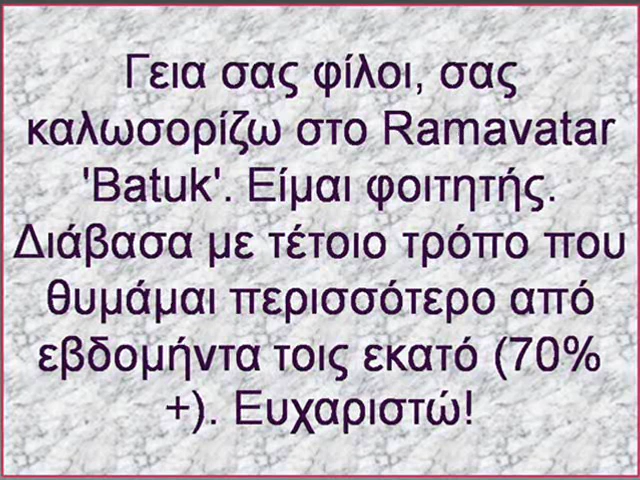 Γεια σας φίλοι, σας
καλωσορίζω στο Ramavatar
'Batuk'. Είμαι φοιτητής.
Διάβασα με τέτοιο τρόπο που
θυμάμαι περισσότερο από
εβδομήντα τοις εκατό (70%
+). Ευχαριστώ!